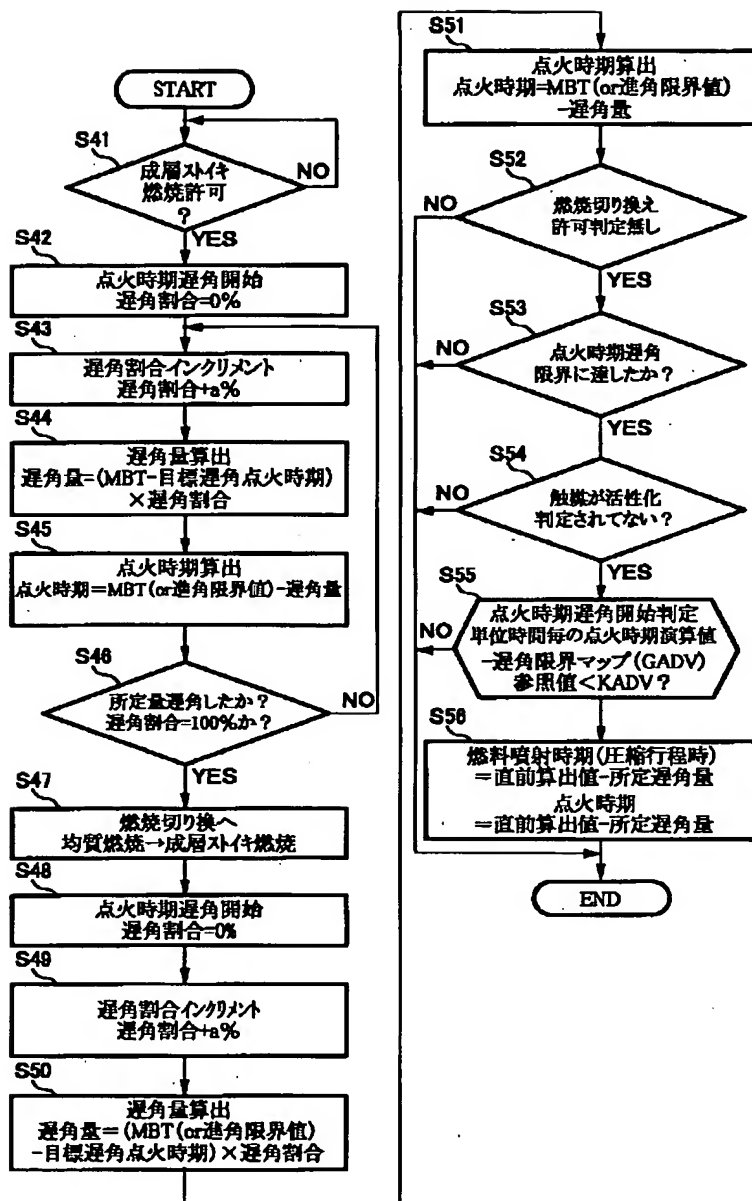 START
S41
成層ストイキ
燃焼許可
?
NO
YES
S42
点火時期遅角開始
遅角割合=0%
S43
遅角割合インクリメント
遅角割合+a%
S44
遅角量算出
遅角量=(MBT-目標遅角点火時期)
×遅角割合
S45
点火時期算出
点火時期=MBT(or進角限界値)-遅角量
S46
所定量遅角したか?
遅角割合=100%か?
NO
YES
S47
燃焼切り換へ
均質燃焼→成層ストイキ燃焼
S48
点火時期遅角開始
遅角割合=0%
S49
遅角割合インクリメント
遅角割合+a%
S50
遅角量算出
遅角量=(MBT(or進角限界値)
-目標遅角点火時期)×遅角割合
S51
点火時期算出
点火時期=MBT(or進角限界値)
-遅角量
S52
燃焼切り換え
許可判定無し
NO
YES
S53
点火時期遅角
限界に達したか?
NO
YES
S54
触媒が活性化
判定されてない?
NO
YES
S55
点火時期遅角開始判定
単位時間毎の点火時期演算値
-遅角限界マップ(GADV)
参照値<KADV?
NO
YES
S56
燃料噴射時期(圧縮行程時)
=直前算出値-所定遅角量
点火時期
=直前算出値-所定遅角量
END